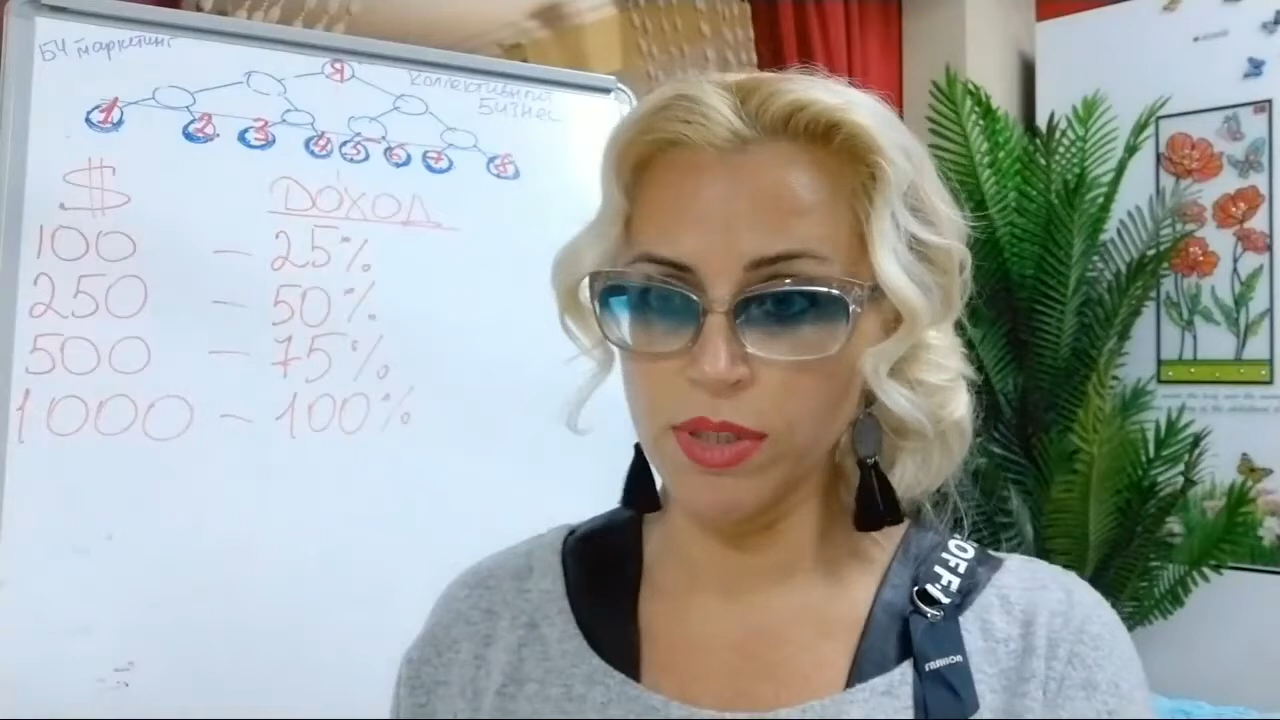 маркетинг
Я
Коллективный
Бизнес
1 2 3 4 5 6 7 8
$ ДОХОД
100 – 25%
250 – 50%
500 – 75%
1000 – 100%
FASHION